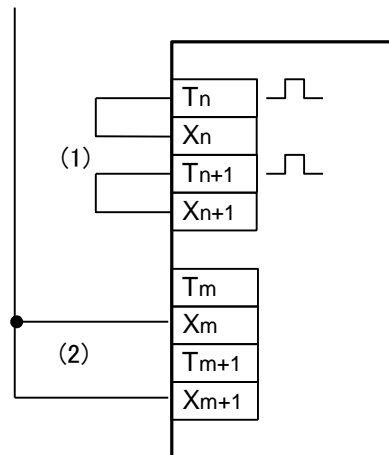 Tn
Xn
(1)
Tn+1
Xn+1
Tm
Xm
(2)
Tm+1
Xm+1